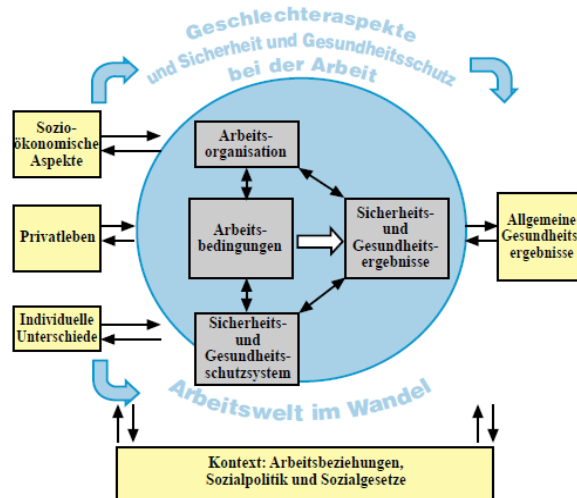 Geschlechteraspekte
und Sicherheit und Gesundheitsschutz
bei der Arbeit
Sozio-
ökonomische
Aspekte
Arbeits-
organisation
Privatleben
Arbeits-
bedingungen
Sicherheits-
und
Gesundheits-
ergebnisse
Allgemeine
Gesundheits-
ergebnisse
Individuelle
Unterschiede
Sicherheits-
und
Gesundheits-
schutzsystem
Arbeitswelt im Wandel
Kontext: Arbeitsbeziehungen,
Sozialpolitik und Sozialgesetze